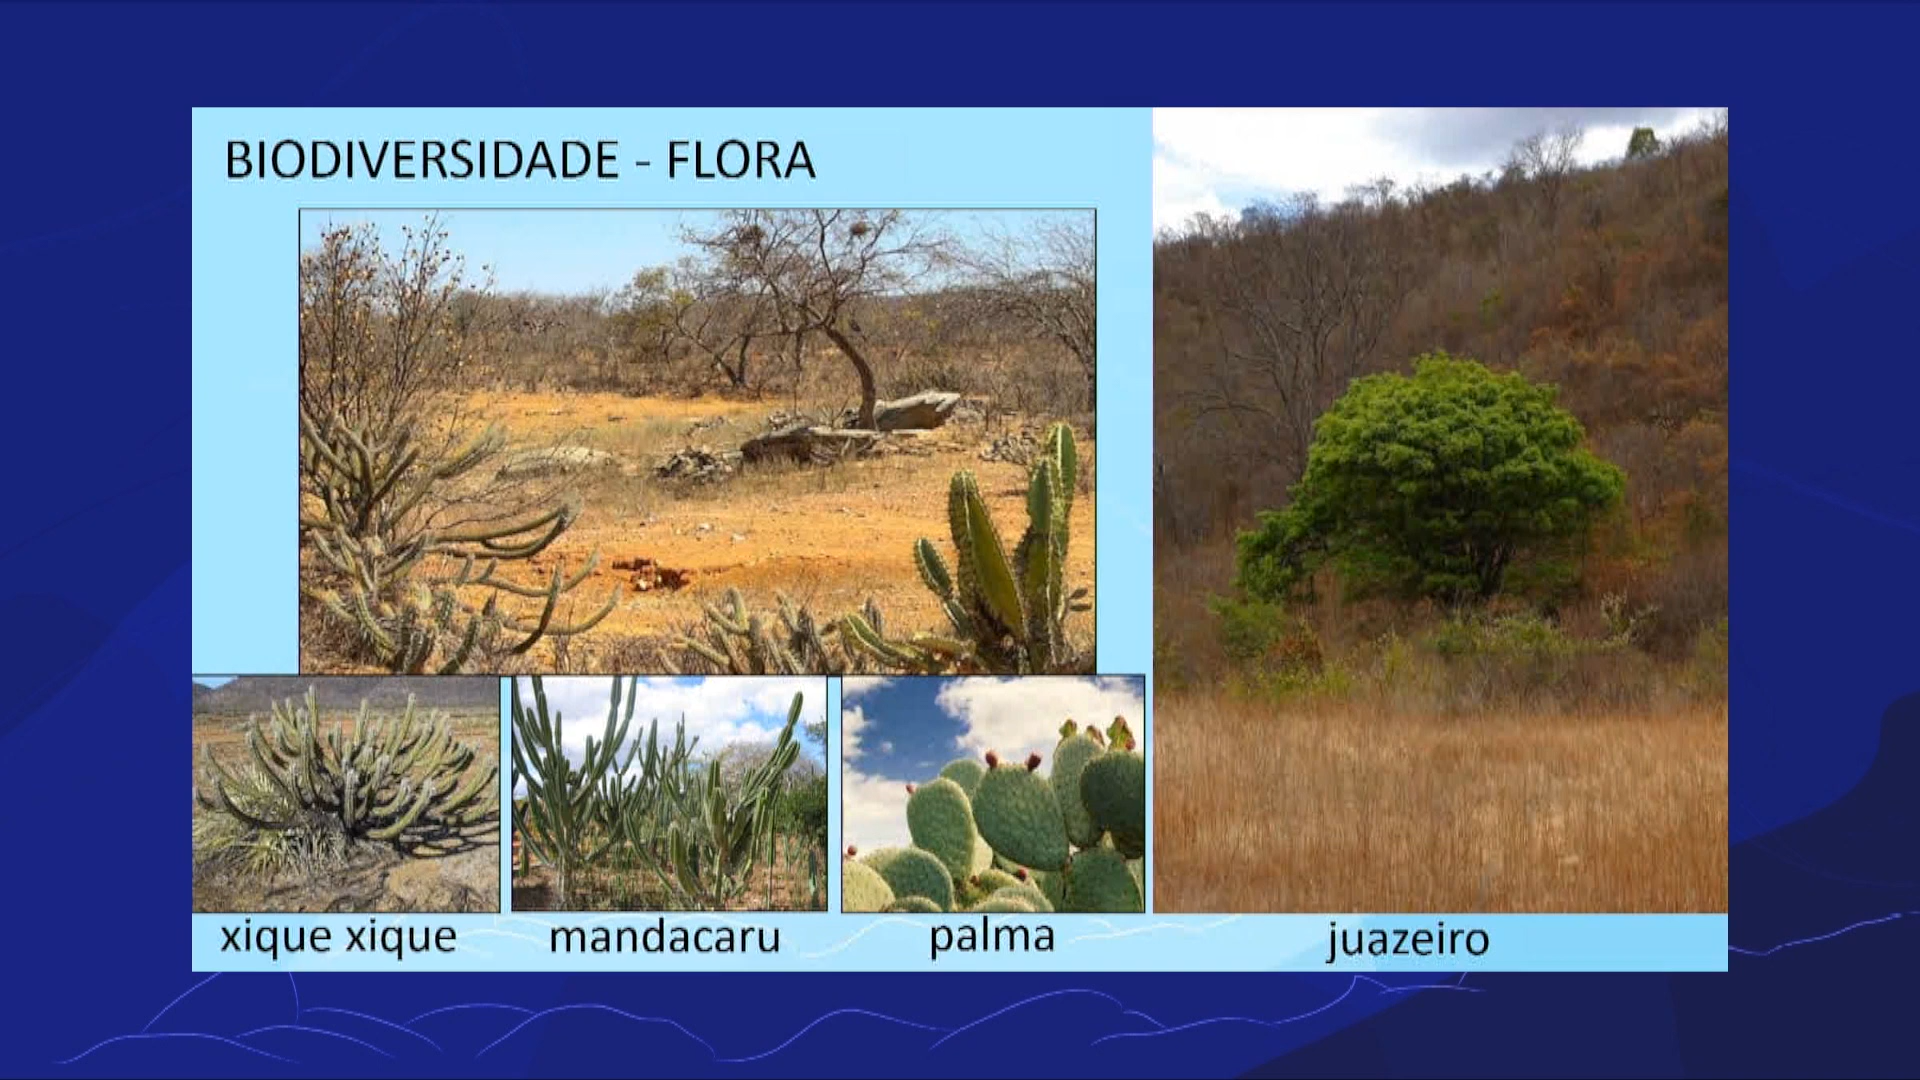 BIODIVERSIDADE - FLORA
xique xique
mandacaru
palma
juazeiro